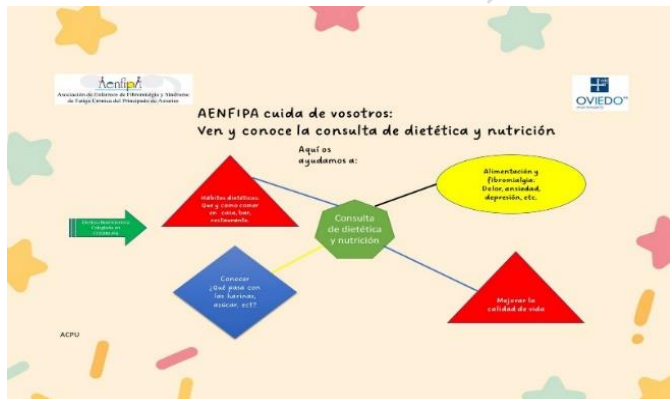 Aenfipa
Asociación de Enfermos de Fibromialgia y Síndrome
de Fatiga Crónica del Principado de Asturias
OVIEDO
AENFIPA cuida de vosotros:
Ven y conoce la consulta de dietética y nutrición
Aquí os
ayudamos a:
Hábitos dietéticos:
Que y como comer
en casa, bar,
restaurante.
Alimentación y
fibromialgia:
Dolor, ansiedad,
depresión, etc.
Consulta
de dietética
y nutrición
Conocer
¿Qué pasa con
las harinas,
azúcar, ect?
Mejorar la
calidad de vida
ACPU